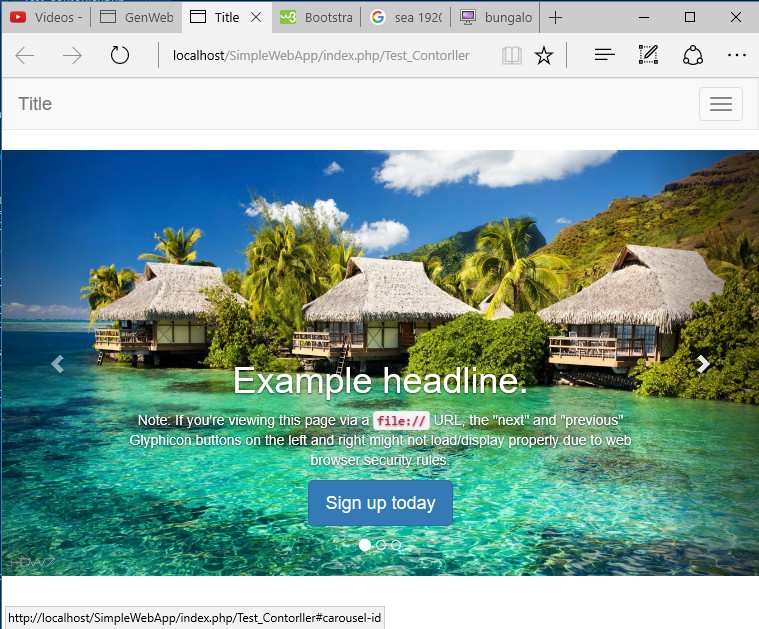 Videos -
GenWeb
Title
Bootstra
sea 1920
bungalo
localhost/SimpleWebApp/index.php/Test_Contorller
Title
Example headline.
Note: If you're viewing this page via a file:// URL, the "next" and "previous"
Glyphicon buttons on the left and right might not load/display properly due to web
browser security rules.
Sign up today
http://localhost/SimpleWebApp/index.php/Test_Contorller#carousel-id